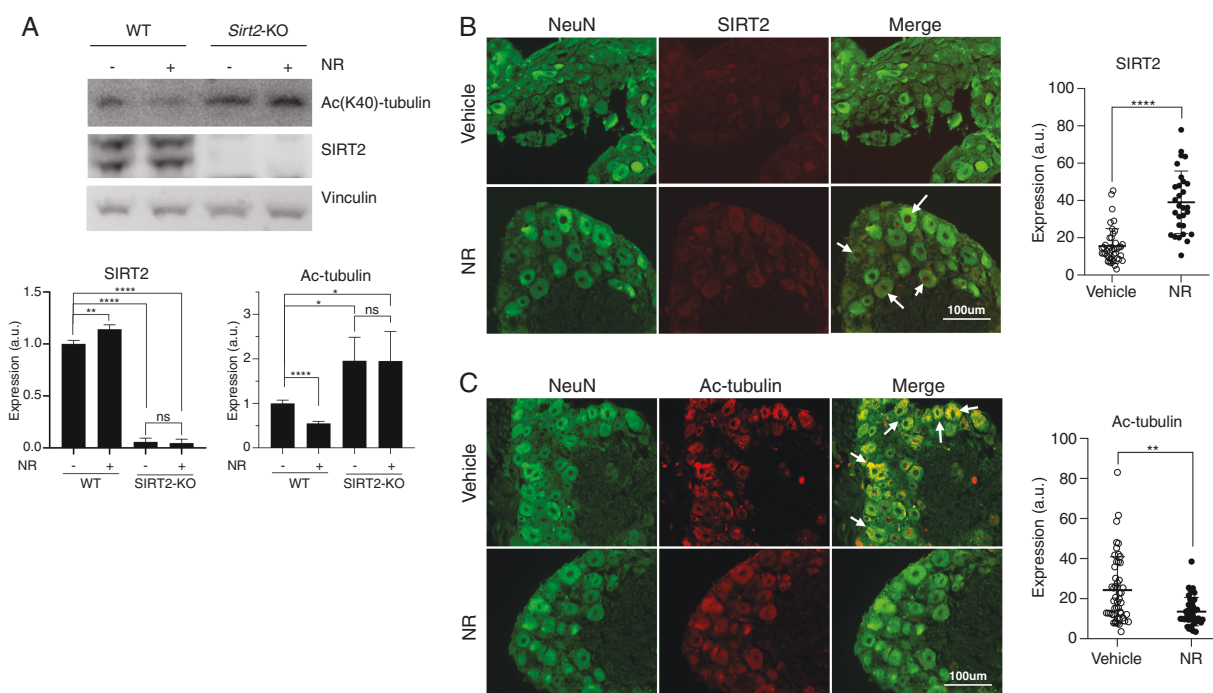 A
WT
Sirt2-KO
- + - + NR
Ac(K40)-tubulin
SIRT2
Vinculin
SIRT2
Expression (a.u.)
1.5
1.0
0.5
0.0
****
****
**
ns
NR - + - +
WT SIRT2-KO
Ac-tubulin
Expression (a.u.)
3
2
1
0
*
*
ns
****
NR - + - +
WT SIRT2-KO
B
NeuN SIRT2 Merge
Vehicle
NR
100um
SIRT2
Expression (a.u.)
100
80
60
40
20
0
****
Vehicle NR
C
NeuN Ac-tubulin Merge
Vehicle
NR
100um
Ac-tubulin
Expression (a.u.)
100
80
60
40
20
0
**
Vehicle NR